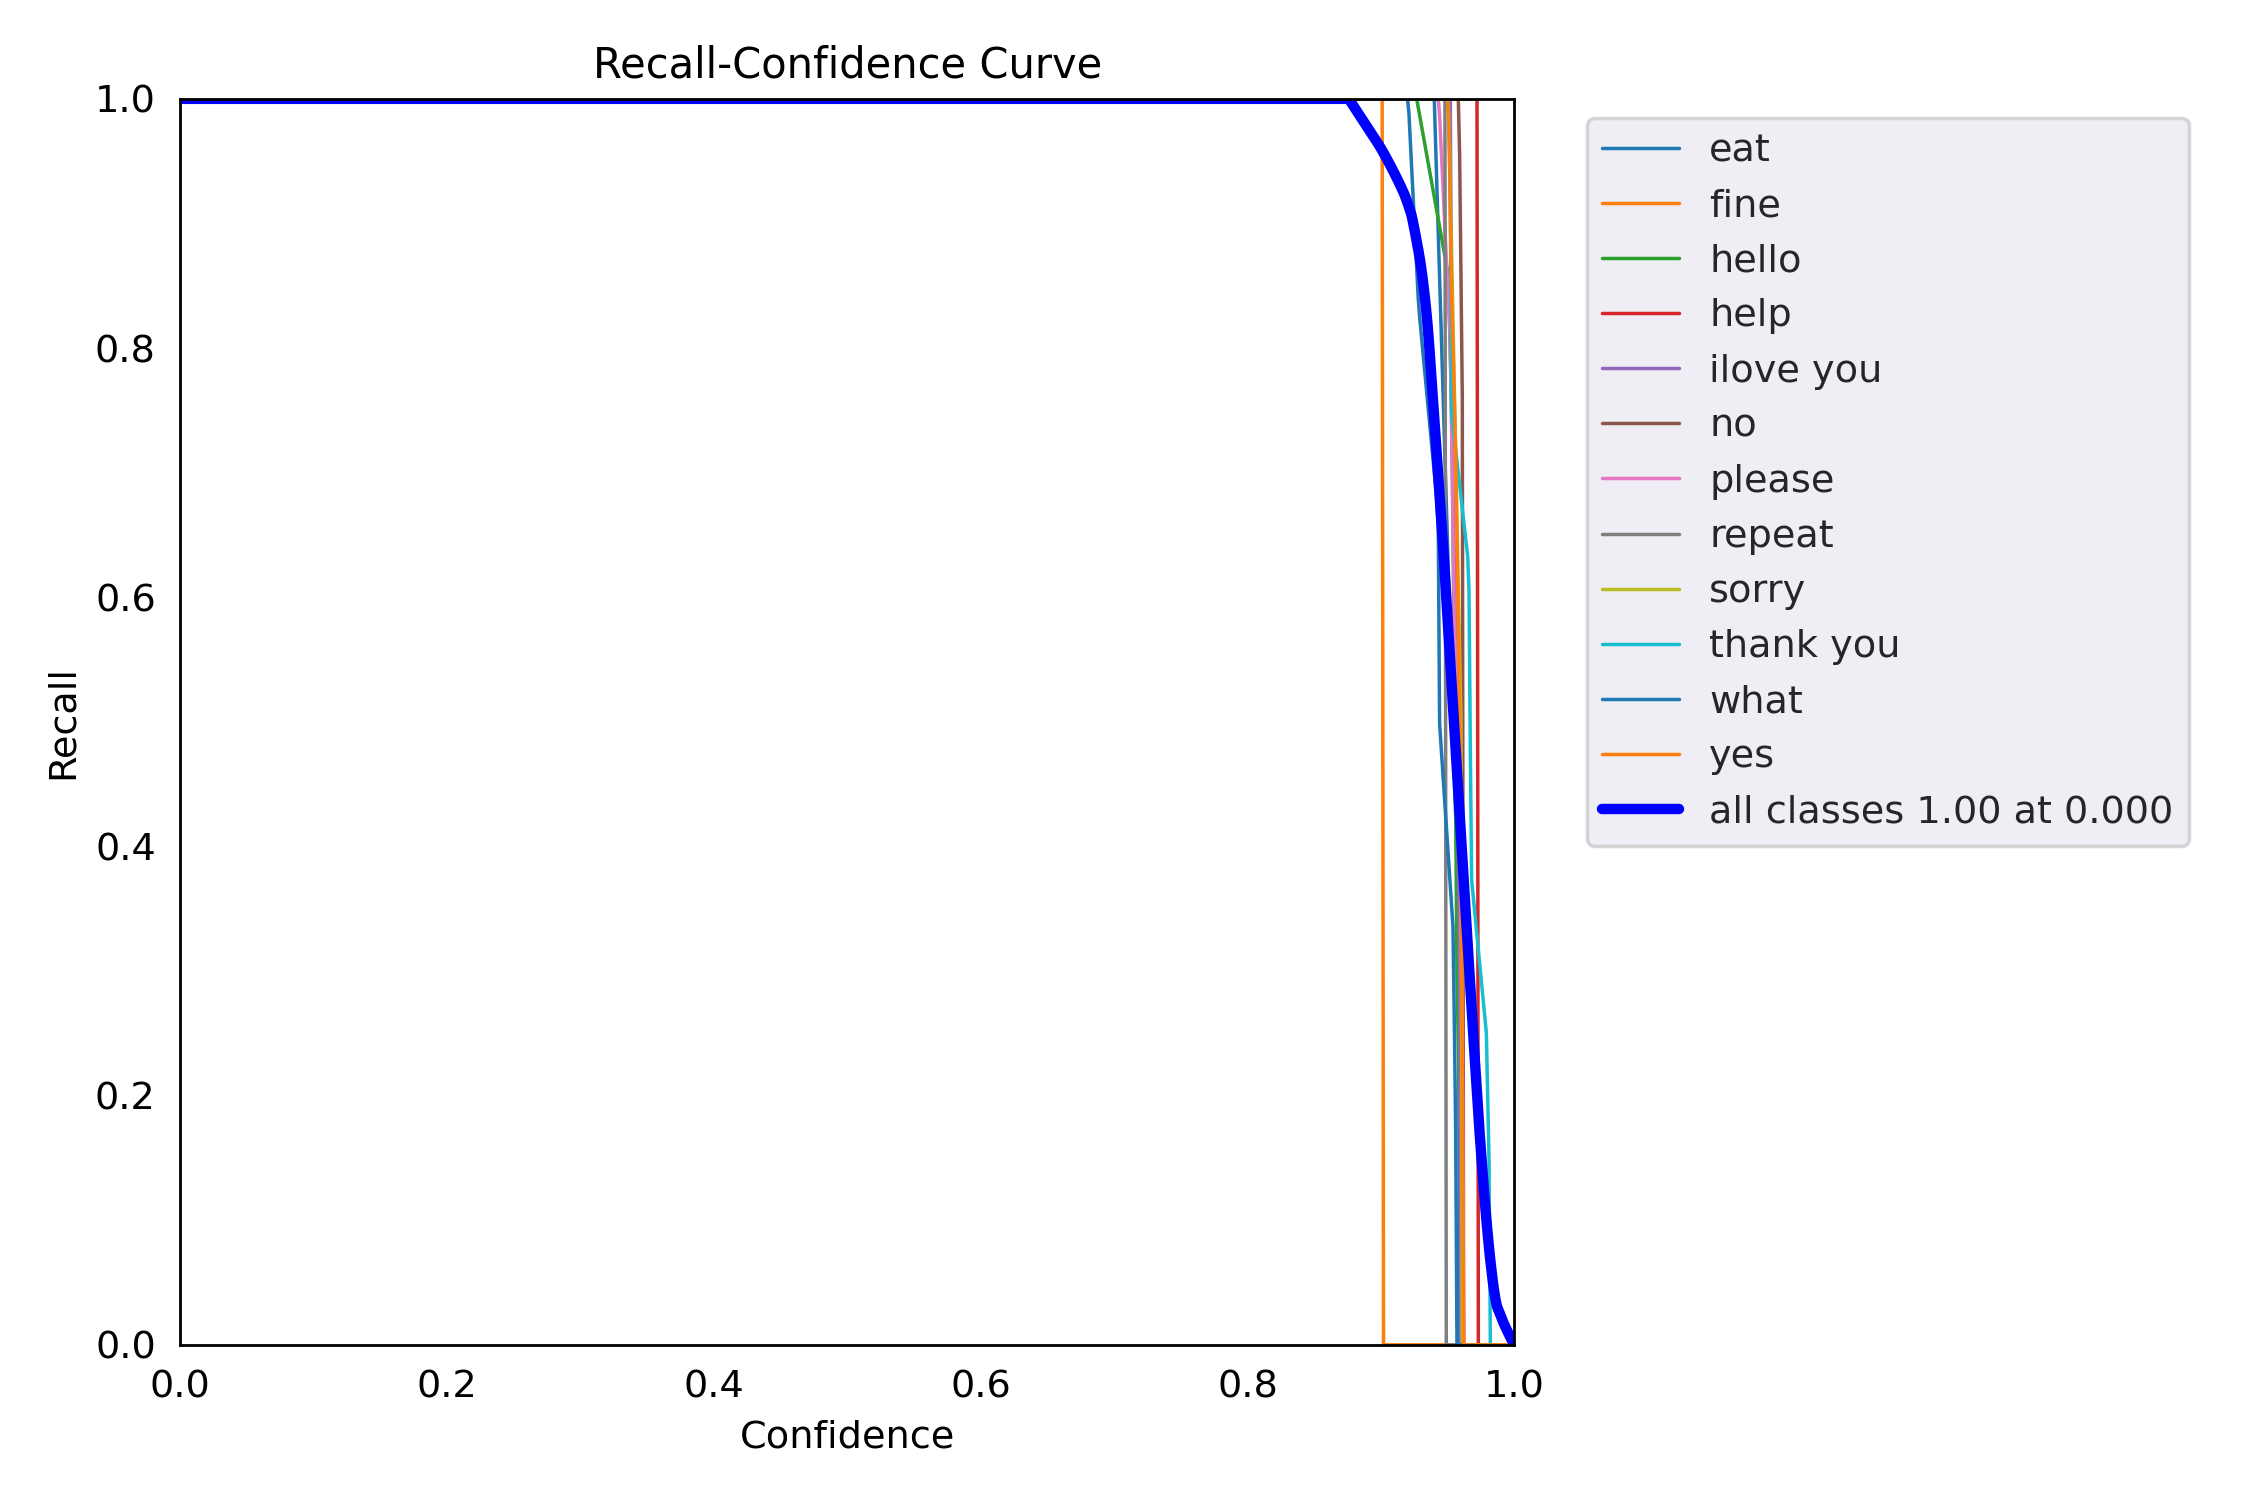 Recall-Confidence Curve
1.0
0.8
0.6
0.4
0.2
0.0
Recall
0.0 0.2 0.4 0.6 0.8 1.0
Confidence
eat
fine
hello
help
ilove you
no
please
repeat
sorry
thank you
what
yes
all classes 1.00 at 0.000